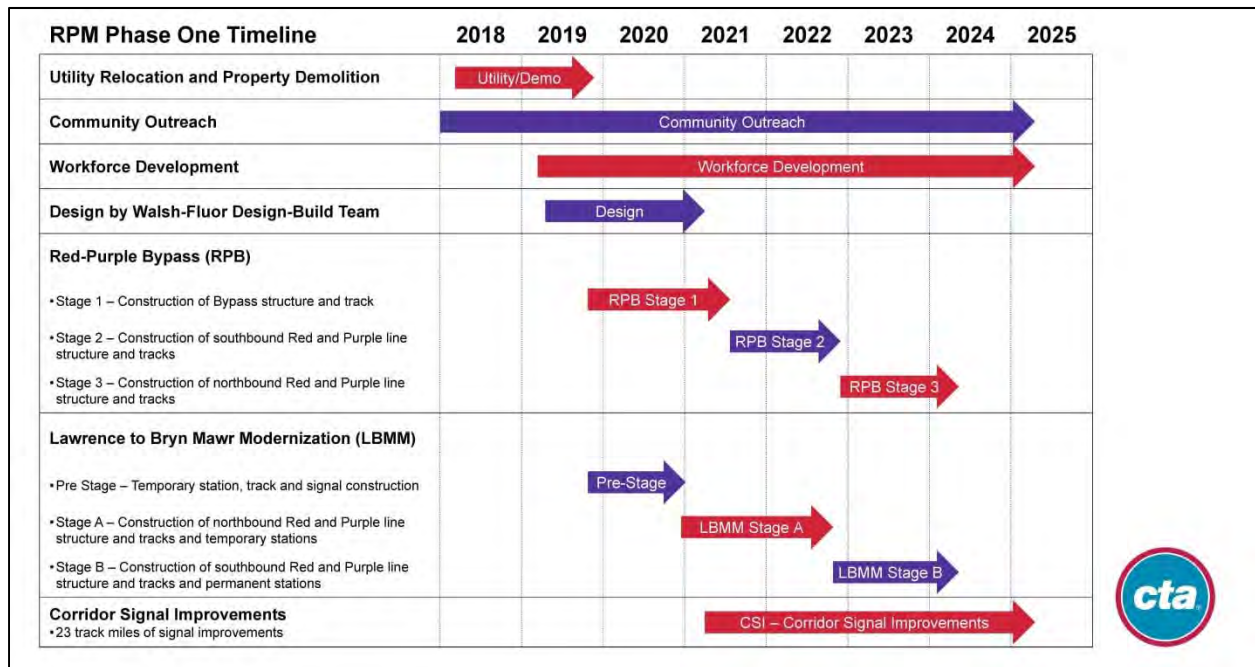 RPM Phase One Timeline 2018 2019 2020 2021 2022 2023 2024 2025
Utility Relocation and Property Demolition
Utility/Demo
Community Outreach
Community Outreach
Workforce Development
Workforce Development
Design by Walsh-Fluor Design-Build Team
Design
Red-Purple Bypass (RPB)
•Stage 1 – Construction of Bypass structure and track
RPB Stage 1
•Stage 2 – Construction of southbound Red and Purple line
structure and tracks
RPB Stage 2
•Stage 3 – Construction of northbound Red and Purple line
structure and tracks
RPB Stage 3
Lawrence to Bryn Mawr Modernization (LBMM)
•Pre Stage – Temporary station, track and signal construction
Pre-Stage
•Stage A – Construction of northbound Red and Purple line
structure and tracks and temporary stations
LBMM Stage A
•Stage B – Construction of southbound Red and Purple line
structure and tracks and permanent stations
LBMM Stage B
Corridor Signal Improvements
•23 track miles of signal improvements
CSI – Corridor Signal Improvements
cta